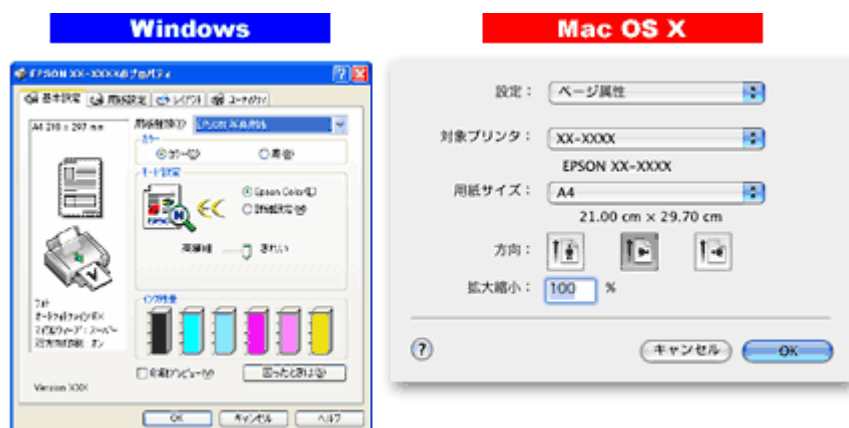 Windows
Mac OS X
EPSON XX-XXXXのプロパティ
基本設定 用紙設定 レイアウト ユーティリティ
A4 210 x 297 mm
用紙種類(D)
カラー
カラー(C) 黒(B)
モード設定
詳細設定(M)
きれい
インク残量
印刷プレビュー(W)
困ったときは(Q)
Version XXX
OK キャンセル ヘルプ
設定： ページ属性
対象プリンタ： XX-XXXX
EPSON XX-XXXX
用紙サイズ： A4
21.00 cm × 29.70 cm
方向：
拡大縮小： 100 %
? キャンセル OK